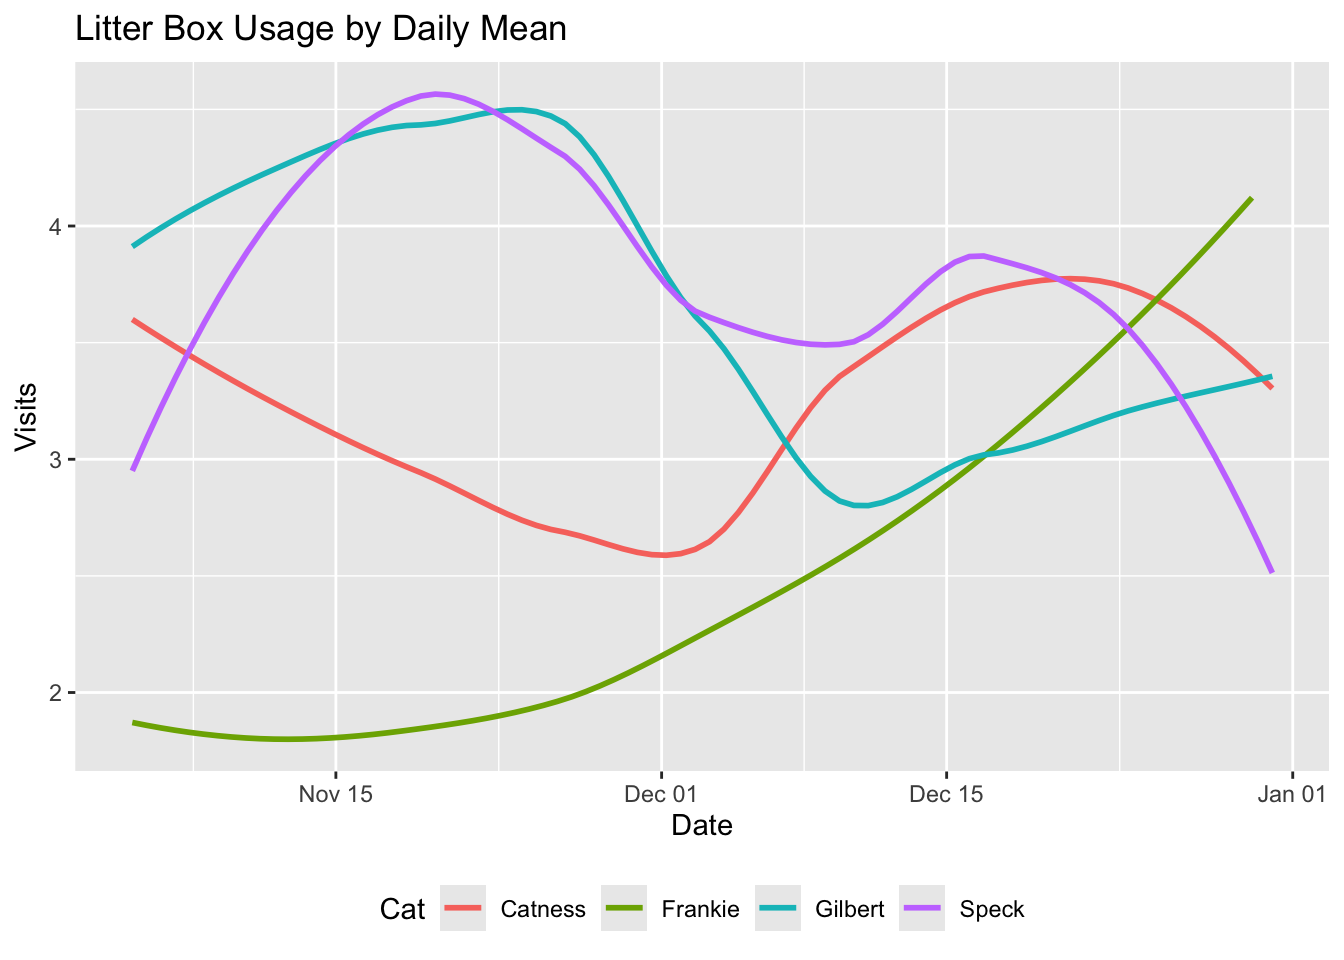 Litter Box Usage by Daily Mean
4
3
2
Visits
Nov 15 Dec 01 Dec 15 Jan 01
Date
Cat Catness Frankie Gilbert Speck